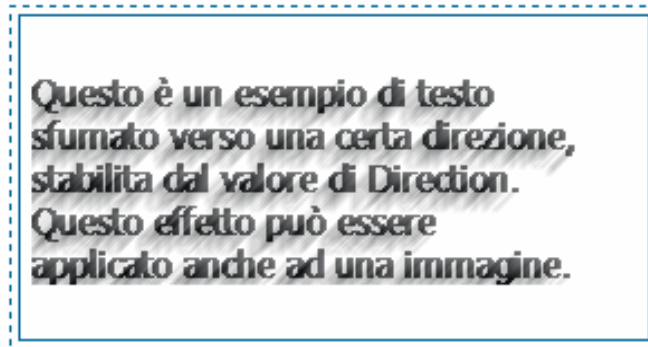 Questo è un esempio di testo
sfumato verso una certa direzione,
stabilita dal valore di Direction.
Questo effetto può essere
applicato anche ad una immagine.